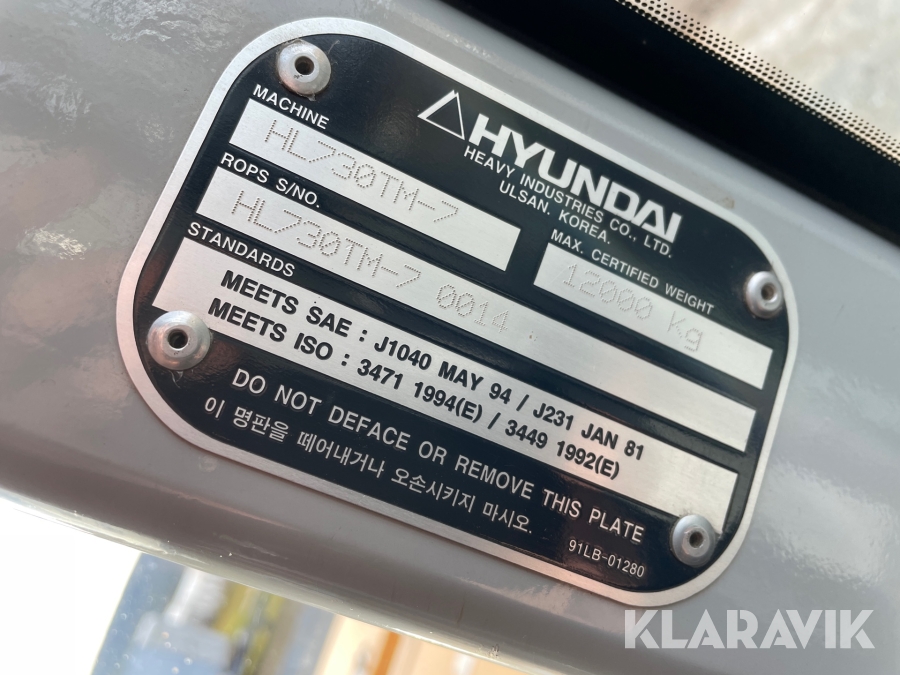 HYUNDAI
HEAVY INDUSTRIES CO., LTD.
ULSAN. KOREA.
MACHINE
HL730TM-7
MAX. CERTIFIED WEIGHT
12000 Kg
ROPS S/NO.
HL730TM-7 0014
STANDARDS
MEETS SAE : J1040 MAY 94 / J231 JAN 81
MEETS ISO : 3471 1994(E) / 3449 1992(E)
DO NOT DEFACE OR REMOVE THIS PLATE
이 명판을 떼어내거나 오손시키지 마시오.
91LB-01280
KLARAVIK